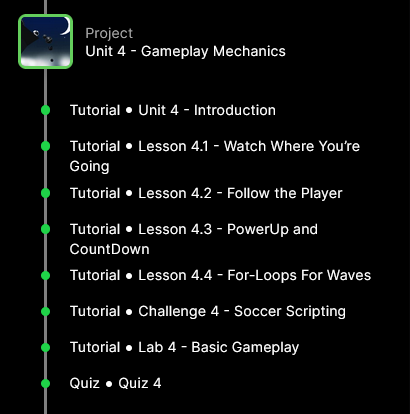 Project
Unit 4 - Gameplay Mechanics
Tutorial • Unit 4 - Introduction
Tutorial • Lesson 4.1 - Watch Where You’re
Going
Tutorial • Lesson 4.2 - Follow the Player
Tutorial • Lesson 4.3 - PowerUp and
CountDown
Tutorial • Lesson 4.4 - For-Loops For Waves
Tutorial • Challenge 4 - Soccer Scripting
Tutorial • Lab 4 - Basic Gameplay
Quiz • Quiz 4